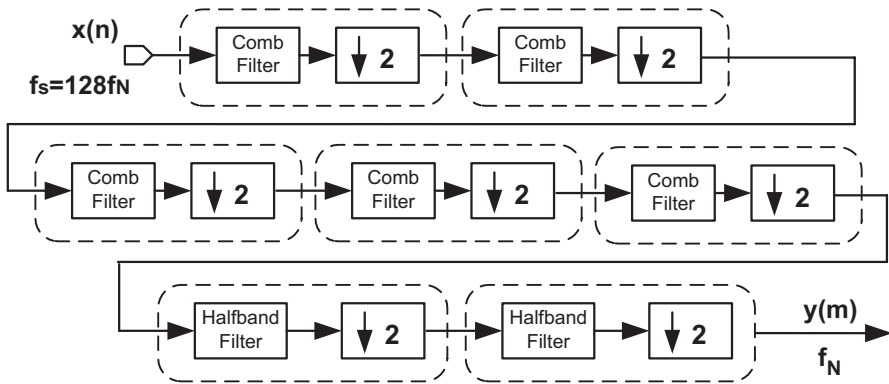 x(n)
fs=128fN
Comb
Filter
↓ 2
Comb
Filter
↓ 2
Comb
Filter
↓ 2
Comb
Filter
↓ 2
Comb
Filter
↓ 2
Halfband
Filter
↓ 2
Halfband
Filter
↓ 2
y(m)
fN